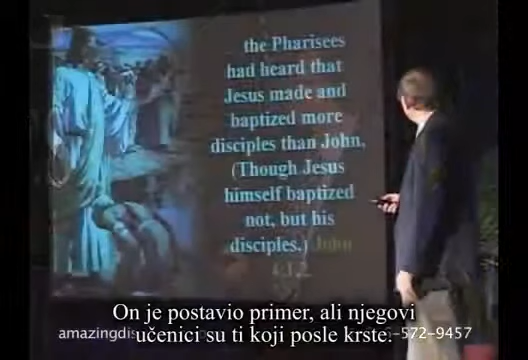 the Pharisees
had heard that
Jesus made and
baptized more
disciples than John,
(Though Jesus
himself baptized
not, but his
disciples.) John
4:1,2
On je postavio primer, ali njegovi
učenici su ti koji posle krste.
amazingdis
-572-9457